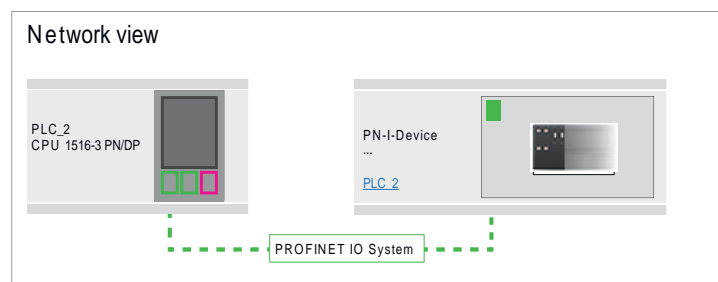 Network view
PLC_2
CPU 1516-3 PN/DP
PN-I-Device
...
PLC_2
PROFINET IO System